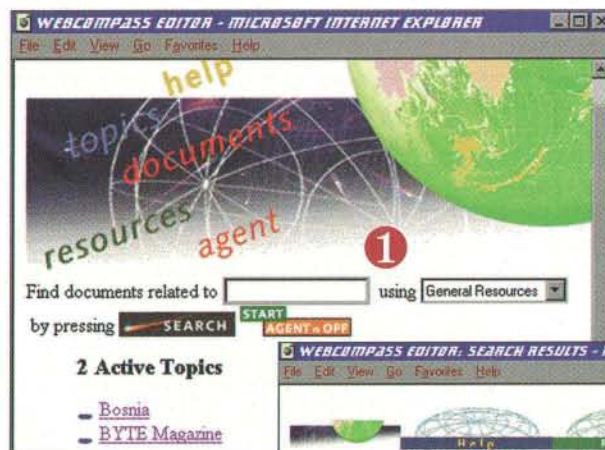 WEBCOMPASS EDITOR - MICROSOFT INTERNET EXPLORER
File Edit View Go Favorites Help
help
topics
documents
resources
agent
1
Find documents related to using General Resources
by pressing SEARCH START AGENT is OFF
2 Active Topics
Bosnia
BYTE Magazine
WEBCOMPASS EDITOR: SEARCH RESULTS -
File Edit View Go Favorites Help
Help